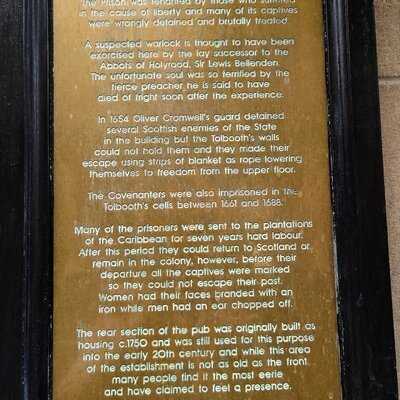 The Prison was tenanted by those who suffered
in the cause of liberty and many of its captives
were wrongly detained and brutally treated.
A suspected warlock is thought to have been
exorcised here by the lay successor to the
Abbots of Holyrood, Sir Lewis Bellenden.
The unfortunate soul was so terrified by the
fierce preacher he is said to have
died of fright soon after the experience.
In 1654 Oliver Cromwell's guard detained
several Scottish enemies of the State
in the building but the Tolbooth's walls
could not hold them and they made their
escape using strips of blanket as rope lowering
themselves to freedom from the upper floor.
The Covenanters were also imprisoned in the
Tolbooth's cells between 1661 and 1688.
Many of the prisoners were sent to the plantations
of the Caribbean for seven years hard labour.
After this period they could return to Scotland or
remain in the colony, however, before their
departure all the captives were marked
so they could not escape their past.
Women had their faces branded with an
iron while men had an ear chopped off.
The rear section of the pub was originally built as
housing c.1750 and was still used for this purpose
into the early 20th century and while this area
of the establishment is not as old as the front,
many people find it the most eerie
and have claimed to feel a presence.